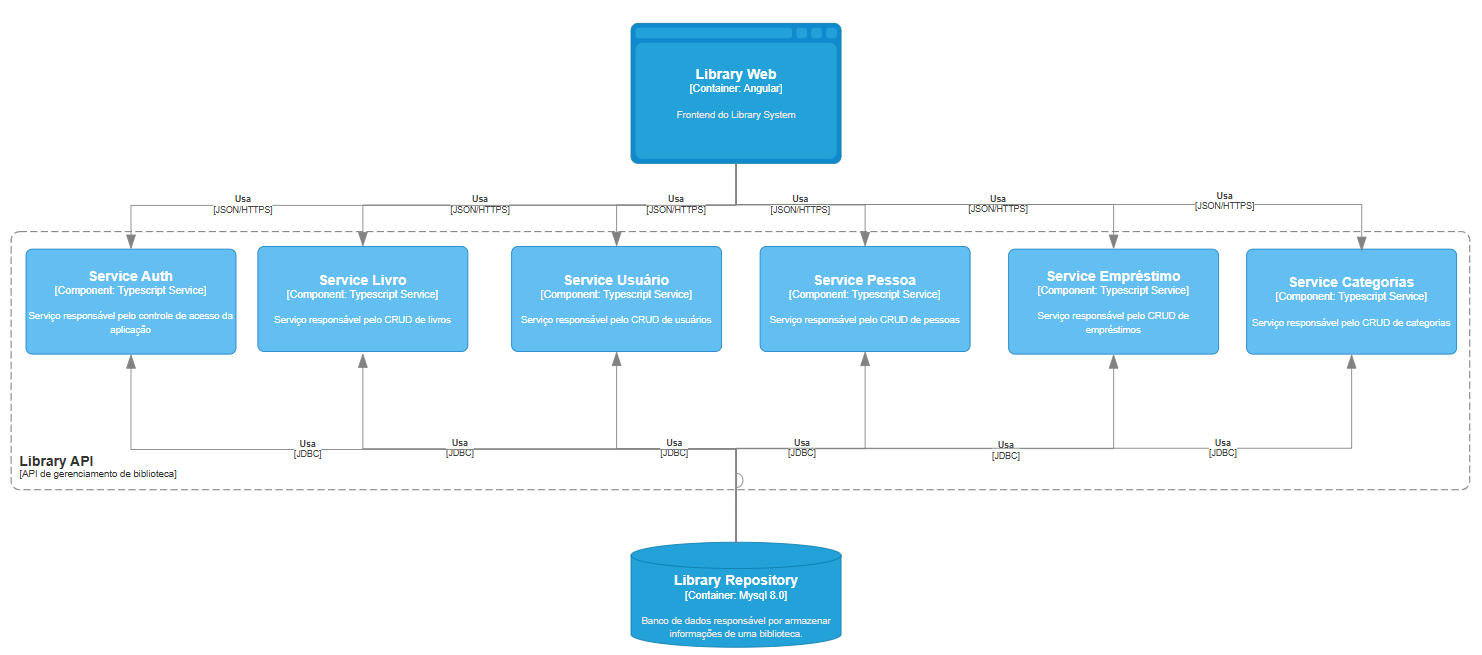 Library Web
[Container: Angular]
Frontend do Library System
Usa
[JSON/HTTPS]
Usa
[JSON/HTTPS]
Usa
[JSON/HTTPS]
Usa
[JSON/HTTPS]
Usa
[JSON/HTTPS]
Usa
[JSON/HTTPS]
Service Auth
[Component: Typescript Service]
Serviço responsável pelo controle de acesso da
aplicação
Service Livro
[Component: Typescript Service]
Serviço responsável pelo CRUD de livros
Service Usuário
[Component: Typescript Service]
Serviço responsável pelo CRUD de usuários
Service Pessoa
[Component: Typescript Service]
Serviço responsável pelo CRUD de pessoas
Service Empréstimo
[Component: Typescript Service]
Serviço responsável pelo CRUD de
empréstimos
Service Categorias
[Component: Typescript Service]
Serviço responsável pelo CRUD de categorias
Usa
[JDBC]
Usa
[JDBC]
Usa
[JDBC]
Usa
[JDBC]
Usa
[JDBC]
Usa
[JDBC]
Library API
[API de gerenciamento de biblioteca]
Library Repository
[Container: Mysql 8.0]
Banco de dados responsável por armazenar
informações de uma biblioteca.